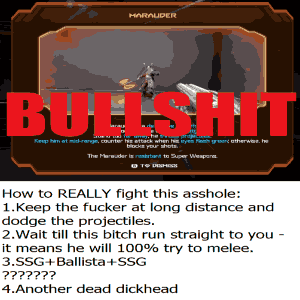 MARAUDER
BULLSHIT
Keep him at mid-range, counter his attack when his eyes flash green; otherwise, he
blocks your shots.
The Marauder is resistant to Super Weapons.
TO DISMISS
How to REALLY fight this asshole:
1.Keep the fucker at long distance and
dodge the projectiles.
2.Wait till this bitch run straight to you -
it means he will 100% try to melee.
3.SSG+Ballista+SSG
???????
4.Another dead dickhead